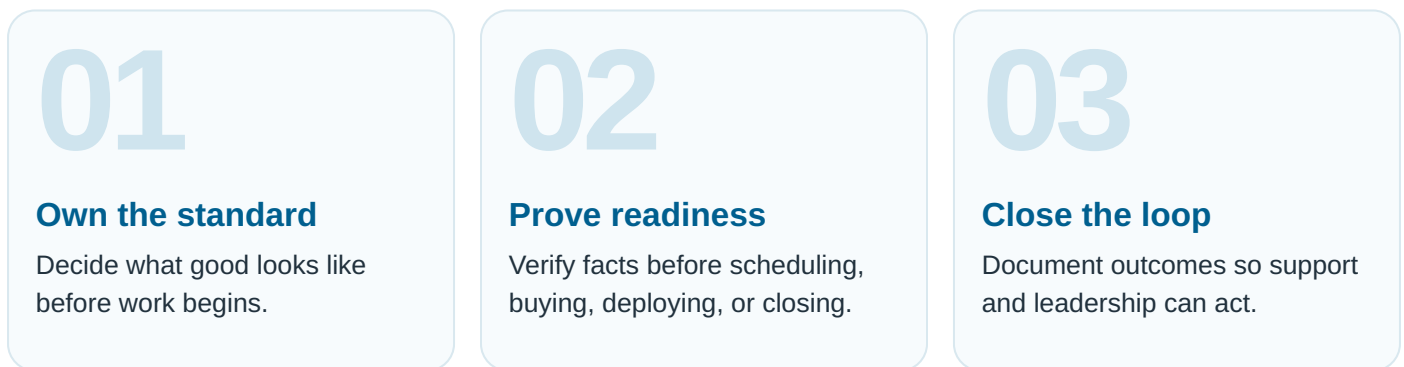 01
Own the standard
Decide what good looks like
before work begins.
02
Prove readiness
Verify facts before scheduling,
buying, deploying, or closing.
03
Close the loop
Document outcomes so support
and leadership can act.